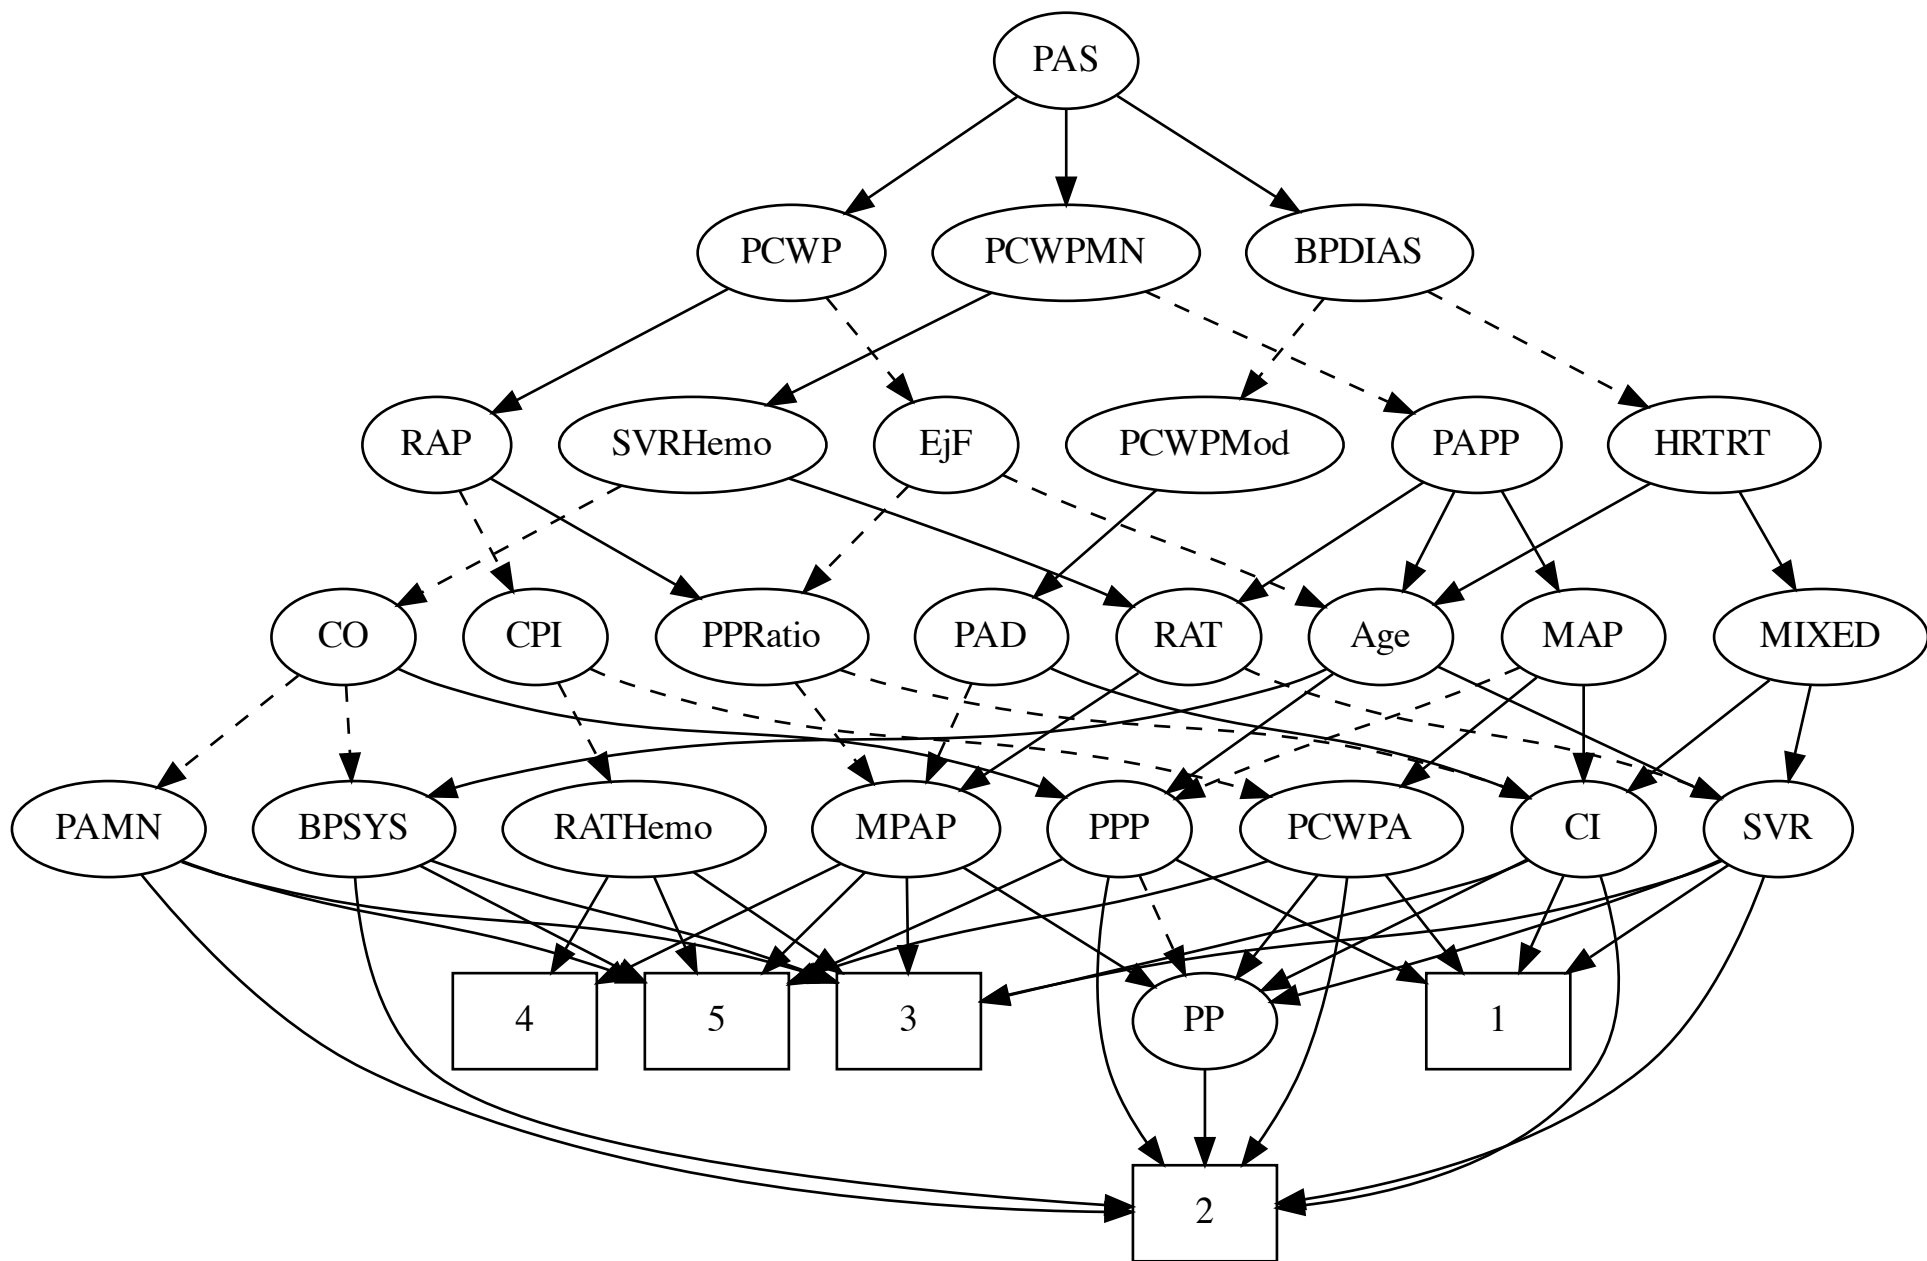 PAS
PCWP PCWPMN BPDIAS
RAP SVRHemo EjF PCWPMod PAPP HRTRT
CO CPI PPRatio PAD RAT Age MAP MIXED
PAMN BPSYS RATHemo MPAP PPP PCWPA CI SVR
4 5 3 PP 1
2